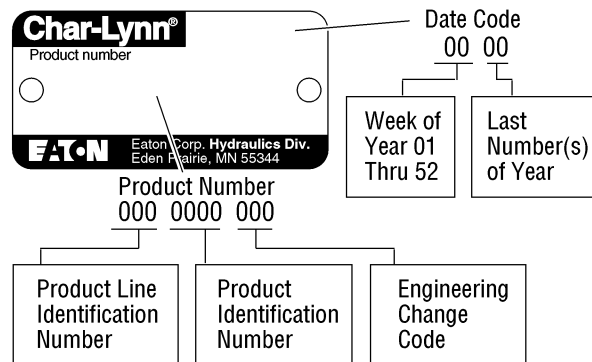 Char-Lynn®
Product number
EATON Eaton Corp. Hydraulics Div.
Eden Prairie, MN 55344
Date Code
00 00
Week of
Year 01
Thru 52
Last
Number(s)
of Year
Product Number
000 0000 000
Product Line
Identification
Number
Product
Identification
Number
Engineering
Change
Code